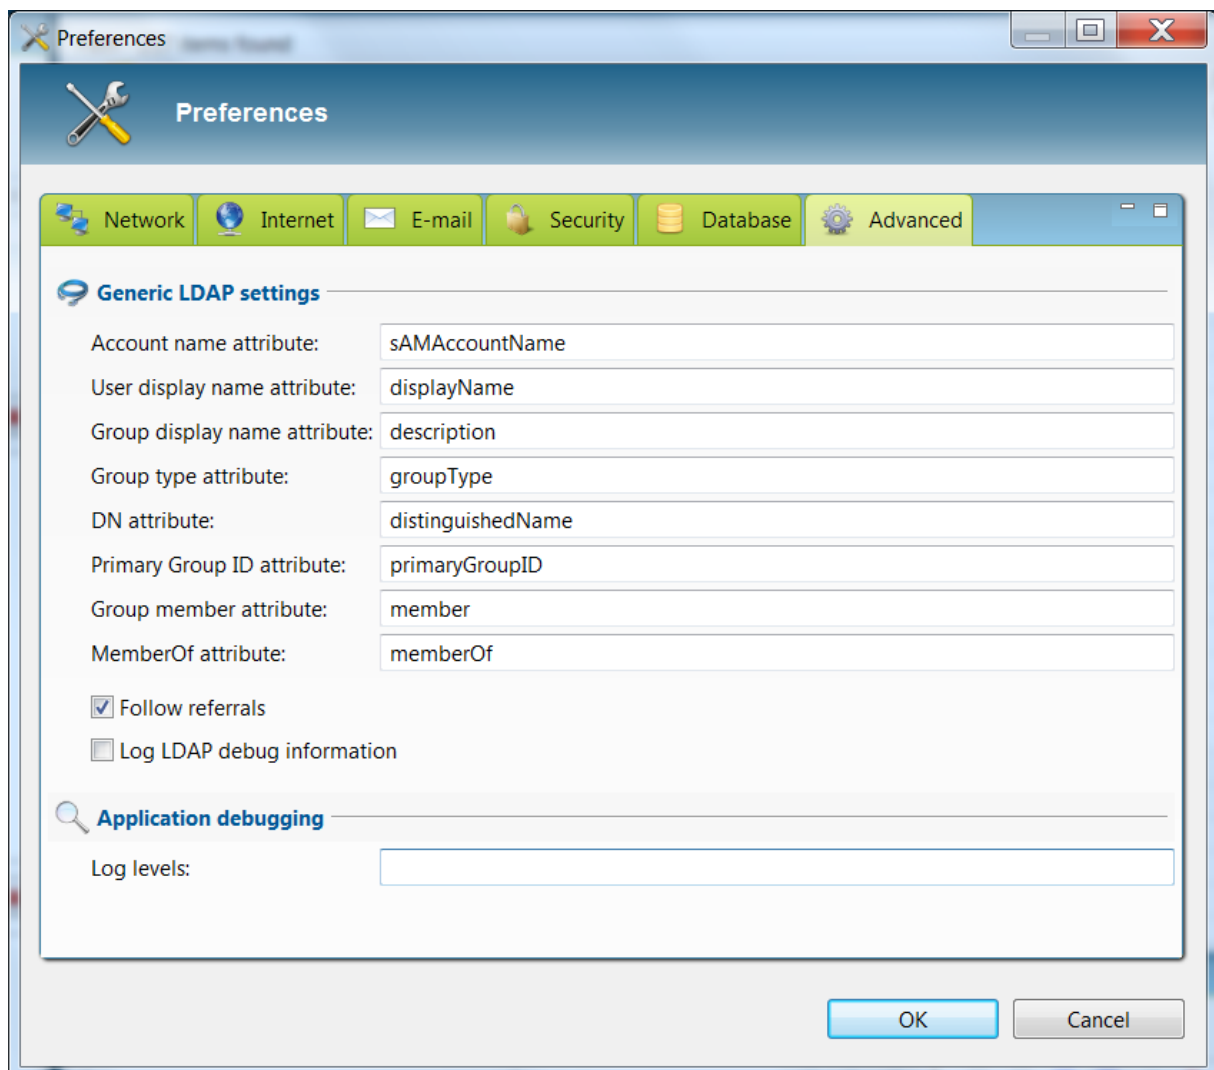 Preferences
items found
Preferences
Network Internet E-mail Security Database Advanced
Generic LDAP settings
Account name attribute: sAMAccountName
User display name attribute: displayName
Group display name attribute: description
Group type attribute: groupType
DN attribute: distinguishedName
Primary Group ID attribute: primaryGroupID
Group member attribute: member
MemberOf attribute: memberOf
Follow referrals
Log LDAP debug information
Application debugging
Log levels:
OK Cancel